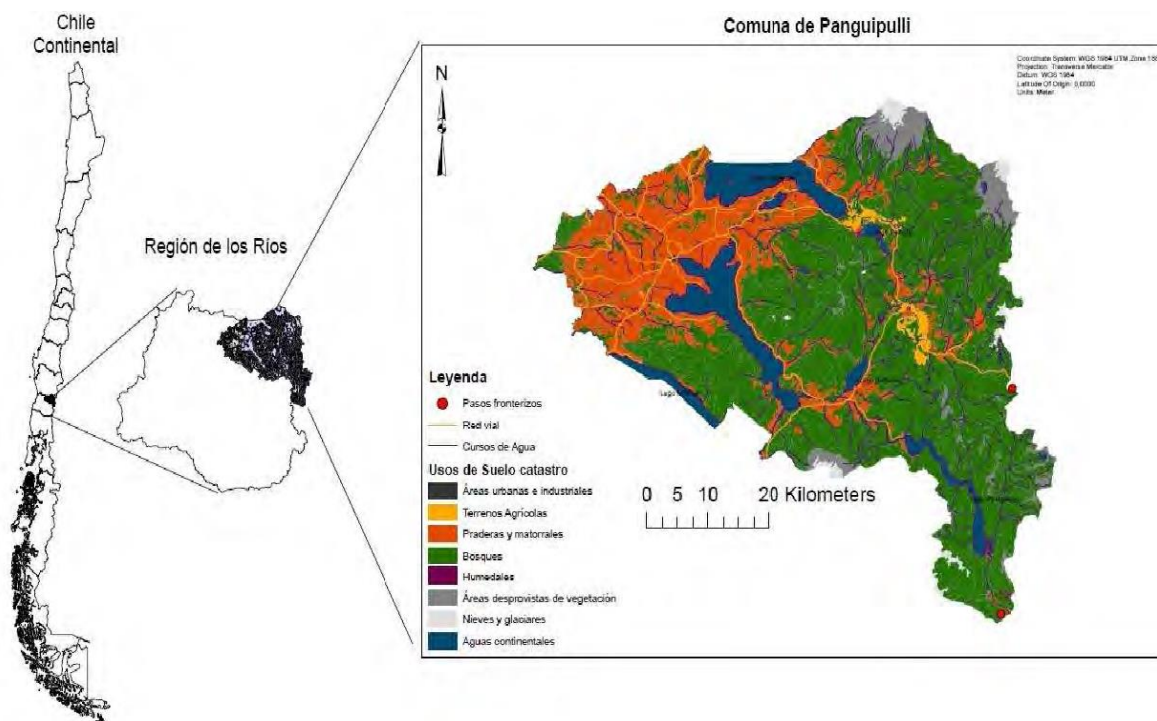 Chile
Continental
Región de los Ríos
Comuna de Panguipulli
N
Coordinate System: WGS 1984 UTM Zone
Projection: Transverse Mercator
Datum: WGS 1984
Latitude Of Origin: 0,0000
Units: Meter
Lago
Leyenda
Pasos fronterizos
Red vial
Cursos de Agua
Usos de Suelo catastro
Áreas urbanas e industriales
Terrenos Agrícolas
Praderas y matorrales
Bosques
Humedales
Áreas desprovistas de vegetación
Nieves y glaciares
Aguas continentales
0 5 10 20 Kilometers